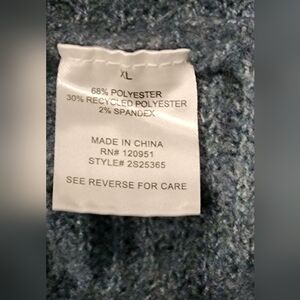 XL
68% POLYESTER
30% RECYCLED POLYESTER
2% SPANDEX
MADE IN CHINA
RN# 120951
STYLE# 2S25365
SEE REVERSE FOR CARE